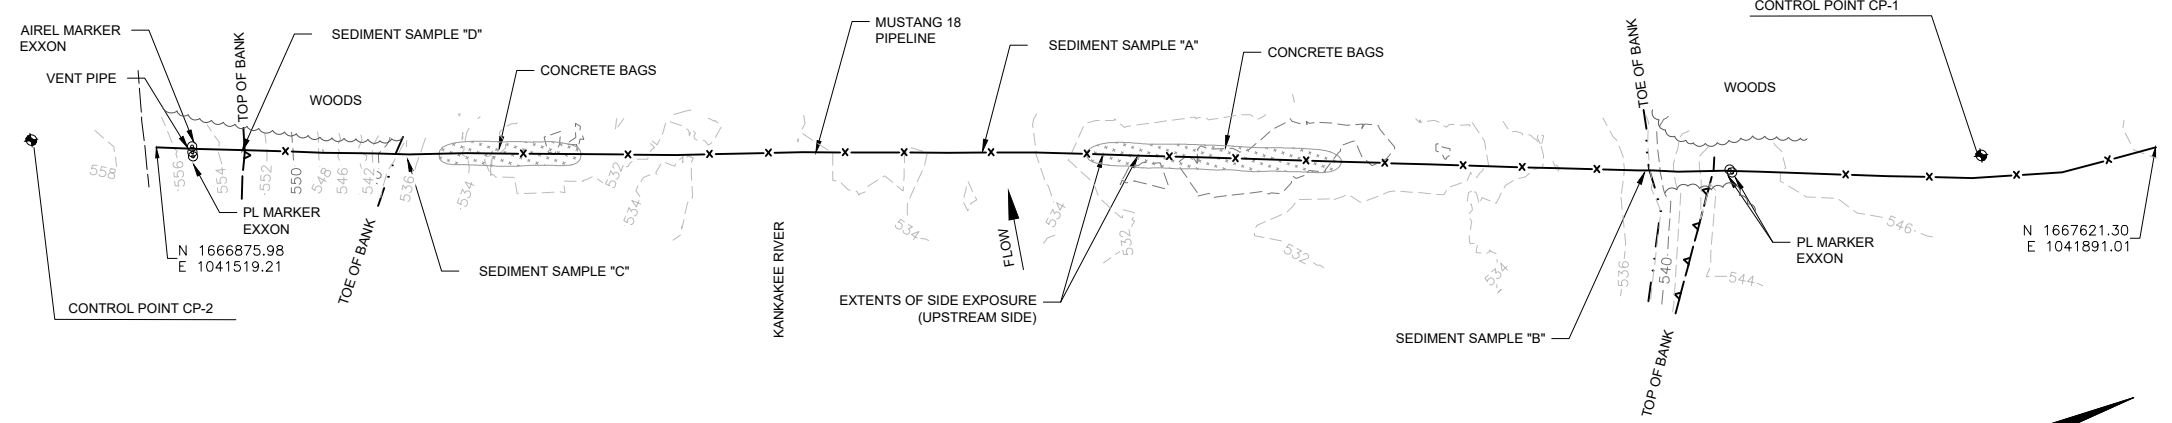 CONTROL POINT CP-1
AIREL MARKER
EXXON
SEDIMENT SAMPLE "D"
MUSTANG 18
PIPELINE
SEDIMENT SAMPLE "A"
CONCRETE BAGS
TOP OF BANK
TOE OF BANK
VENT PIPE
CONCRETE BAGS
WOODS
WOODS
558
556
554
552
550
548
546
542
536
534
532
534
534
534
532
532
534
536
540
544
546
PL MARKER
EXXON
N 1666875.98
E 1041519.21
TOE OF BANK
SEDIMENT SAMPLE "C"
KANKAKEE RIVER
FLOW
EXTENTS OF SIDE EXPOSURE
(UPSTREAM SIDE)
CONTROL POINT CP-2
SEDIMENT SAMPLE "B"
TOP OF BANK
PL MARKER
EXXON
N 1667621.30
E 1041891.01